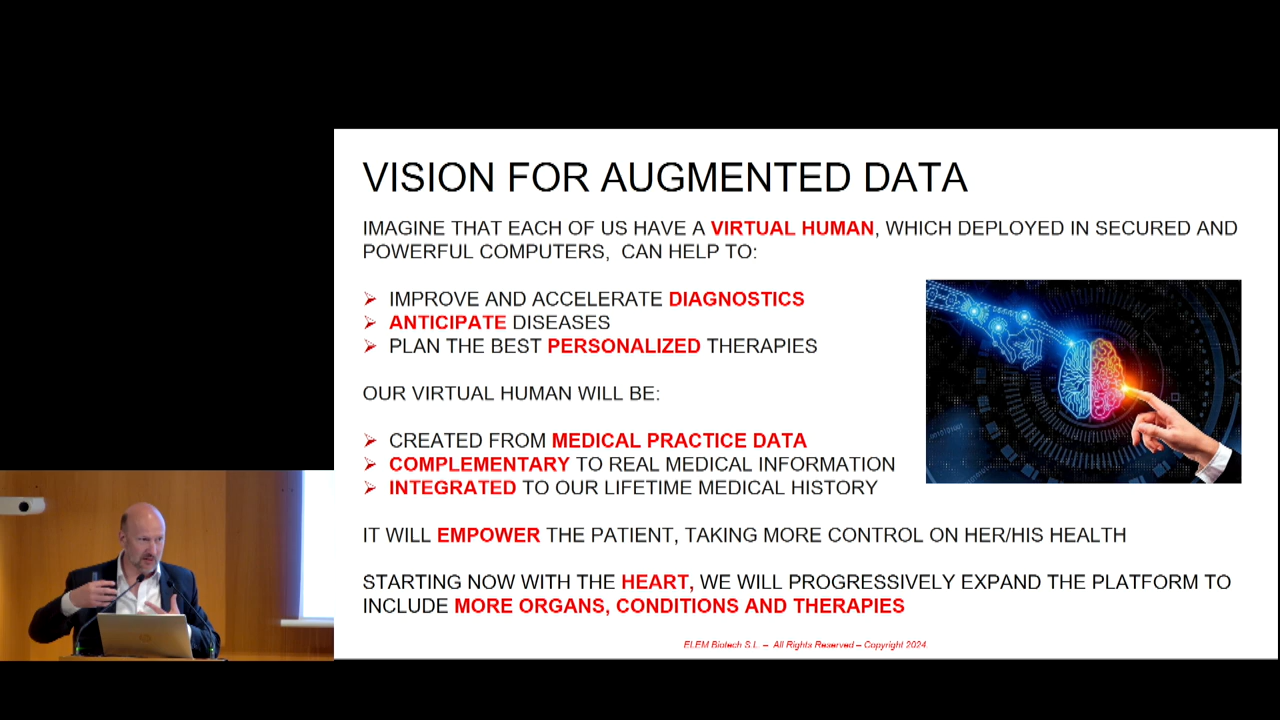 VISION FOR AUGMENTED DATA
IMAGINE THAT EACH OF US HAVE A VIRTUAL HUMAN, WHICH DEPLOYED IN SECURED AND
POWERFUL COMPUTERS, CAN HELP TO:
➢ IMPROVE AND ACCELERATE DIAGNOSTICS
➢ ANTICIPATE DISEASES
➢ PLAN THE BEST PERSONALIZED THERAPIES
OUR VIRTUAL HUMAN WILL BE:
➢ CREATED FROM MEDICAL PRACTICE DATA
➢ COMPLEMENTARY TO REAL MEDICAL INFORMATION
➢ INTEGRATED TO OUR LIFETIME MEDICAL HISTORY
IT WILL EMPOWER THE PATIENT, TAKING MORE CONTROL ON HER/HIS HEALTH
STARTING NOW WITH THE HEART, WE WILL PROGRESSIVELY EXPAND THE PLATFORM TO
INCLUDE MORE ORGANS, CONDITIONS AND THERAPIES
ELEM Biotech S.L. – All Rights Reserved – Copyright 2024